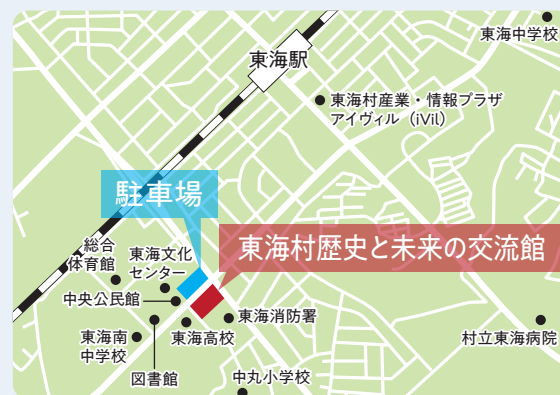 東海中学校
東海駅
東海村産業・情報プラザ
アイヴィル（iVil）
駐車場
東海村歴史と未来の交流館
総合
体育館
東海文化
センター
中央公民館
東海消防署
東海南
中学校
東海高校
村立東海病院
図書館
中丸小学校